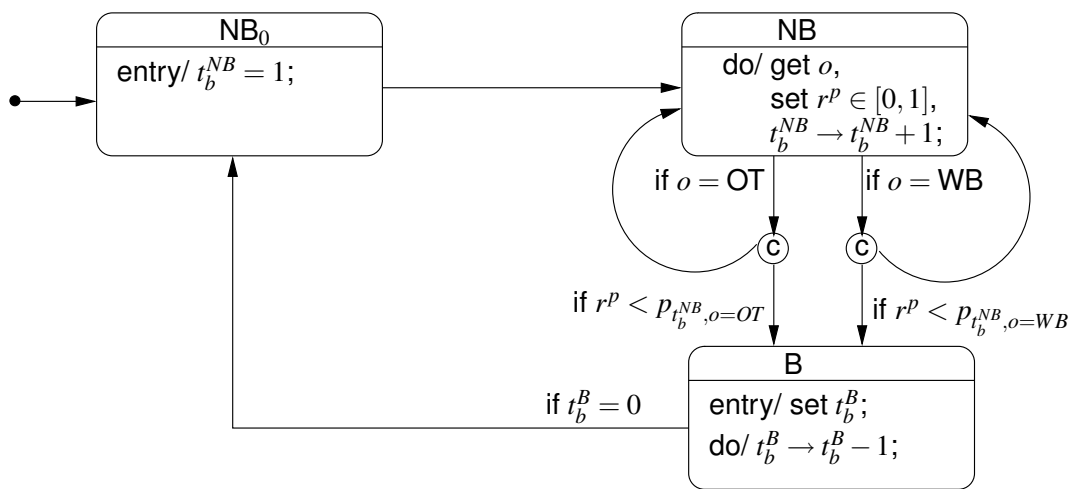 NB₀
entry/ t_b^{NB} = 1;
NB
do/ get o,
set r^p ∈ [0, 1],
t_b^{NB} → t_b^{NB} + 1;
if o = OT
if o = WB
c
c
if r^p < p_{t_b^{NB}, o=OT}
if r^p < p_{t_b^{NB}, o=WB}
B
entry/ set t_b^B;
do/ t_b^B → t_b^B − 1;
if t_b^B = 0